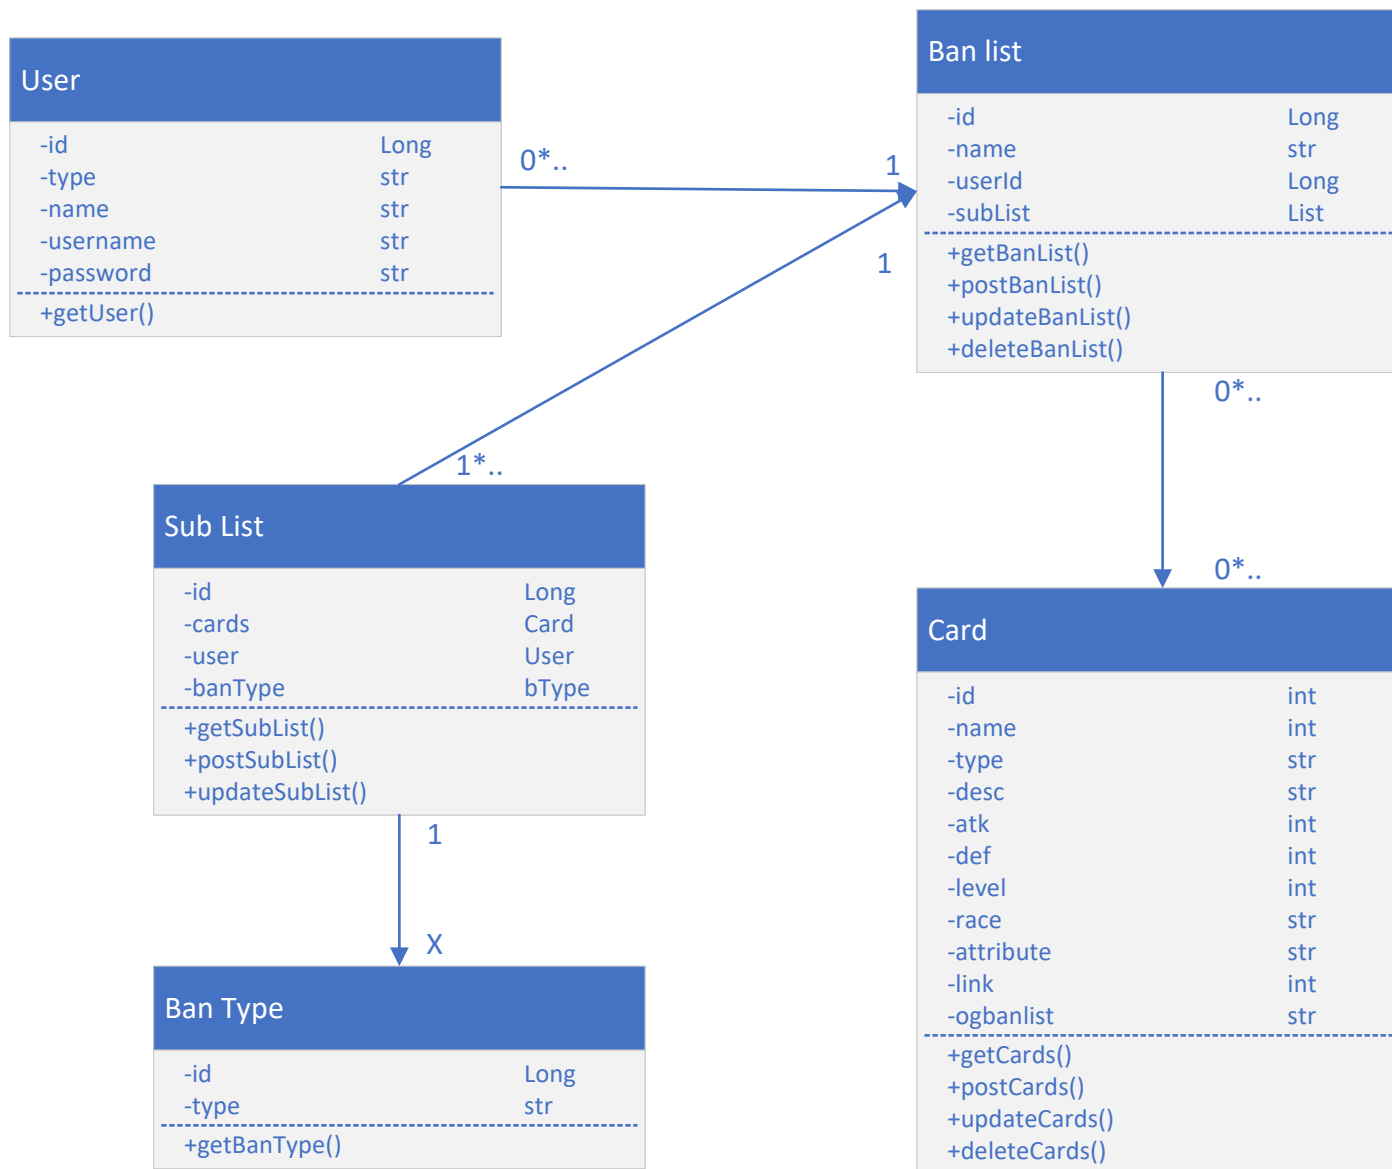 User
-id Long
-type str
-name str
-username str
-password str
+getUser()
0*..
1
Ban list
-id Long
-name str
-userId Long
-subList List
+getBanList()
+postBanList()
+updateBanList()
+deleteBanList()
1
0*..
1*..
Sub List
-id Long
-cards Card
-user User
-banType bType
+getSubList()
+postSubList()
+updateSubList()
1
X
Ban Type
-id Long
-type str
+getBanType()
0*..
Card
-id int
-name int
-type str
-desc str
-atk int
-def int
-level int
-race str
-attribute str
-link int
-ogbanlist str
+getCards()
+postCards()
+updateCards()
+deleteCards()